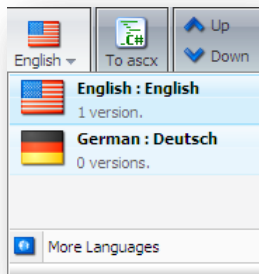 C#
English
To ascx
Up
Down
English : English
1 version.
German : Deutsch
0 versions.
More Languages